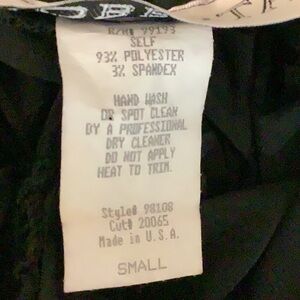 RN# 99193
SELF
93% POLYESTER
3% SPANDEX
HAND WASH
OR SPOT CLEAN
BY A PROFESSIONAL
DRY CLEANER
DO NOT APPLY
HEAT TO TRIM.
Style# 98108
Cut# 20065
Made in U.S.A.
SMALL